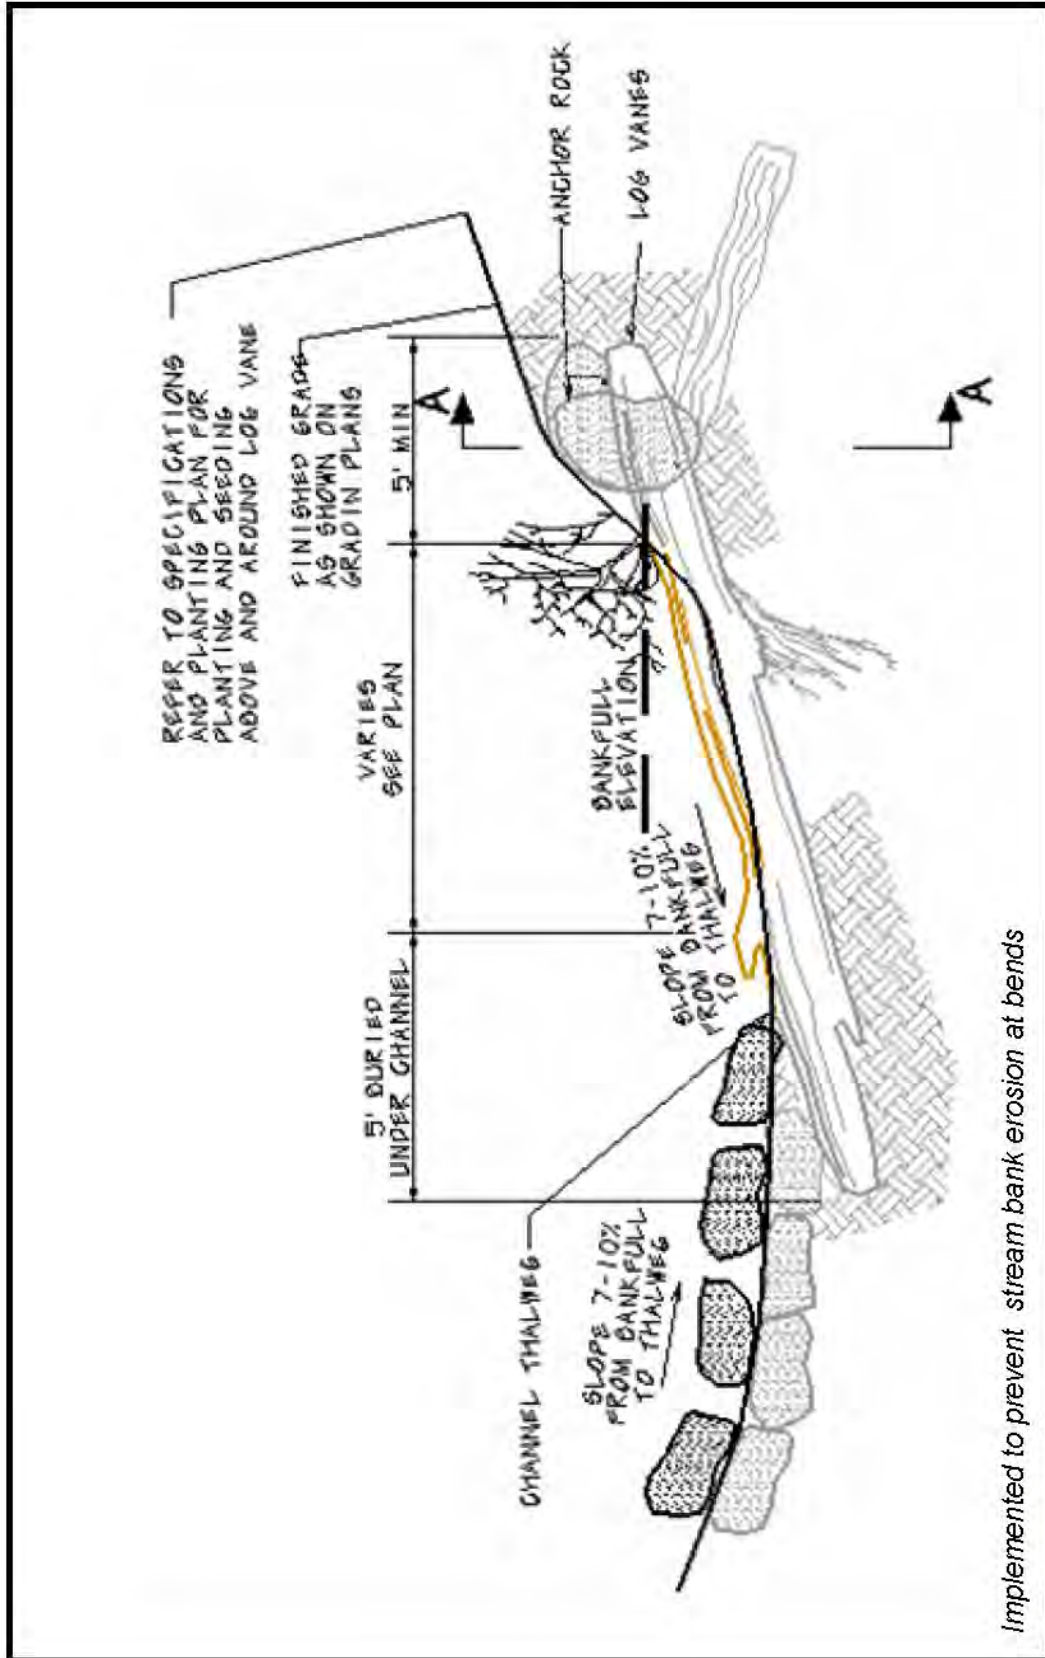 REFER TO SPECIFICATIONS
AND PLANTING PLAN FOR
PLANTING AND SEEDING
ABOVE AND AROUND LOG VANE
FINISHED GRADE
AS SHOWN ON
GRADIN PLANS
5' MIN
VARIES
SEE PLAN
5' BURIED
UNDER CHANNEL
A
A
ANCHOR ROCK
LOG VANES
BANKFULL
ELEVATION
SLOPE 7-10%
FROM BANKFULL
TO THALWEG
CHANNEL THALWEG
SLOPE 7-10%
FROM BANKFULL
TO THALWEG
Implemented to prevent stream bank erosion at bends